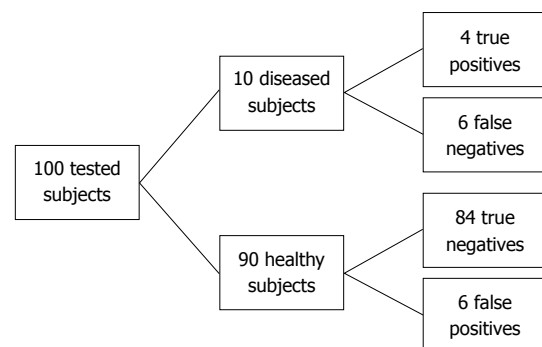 100 tested
subjects
10 diseased
subjects
4 true
positives
6 false
negatives
90 healthy
subjects
84 true
negatives
6 false
positives